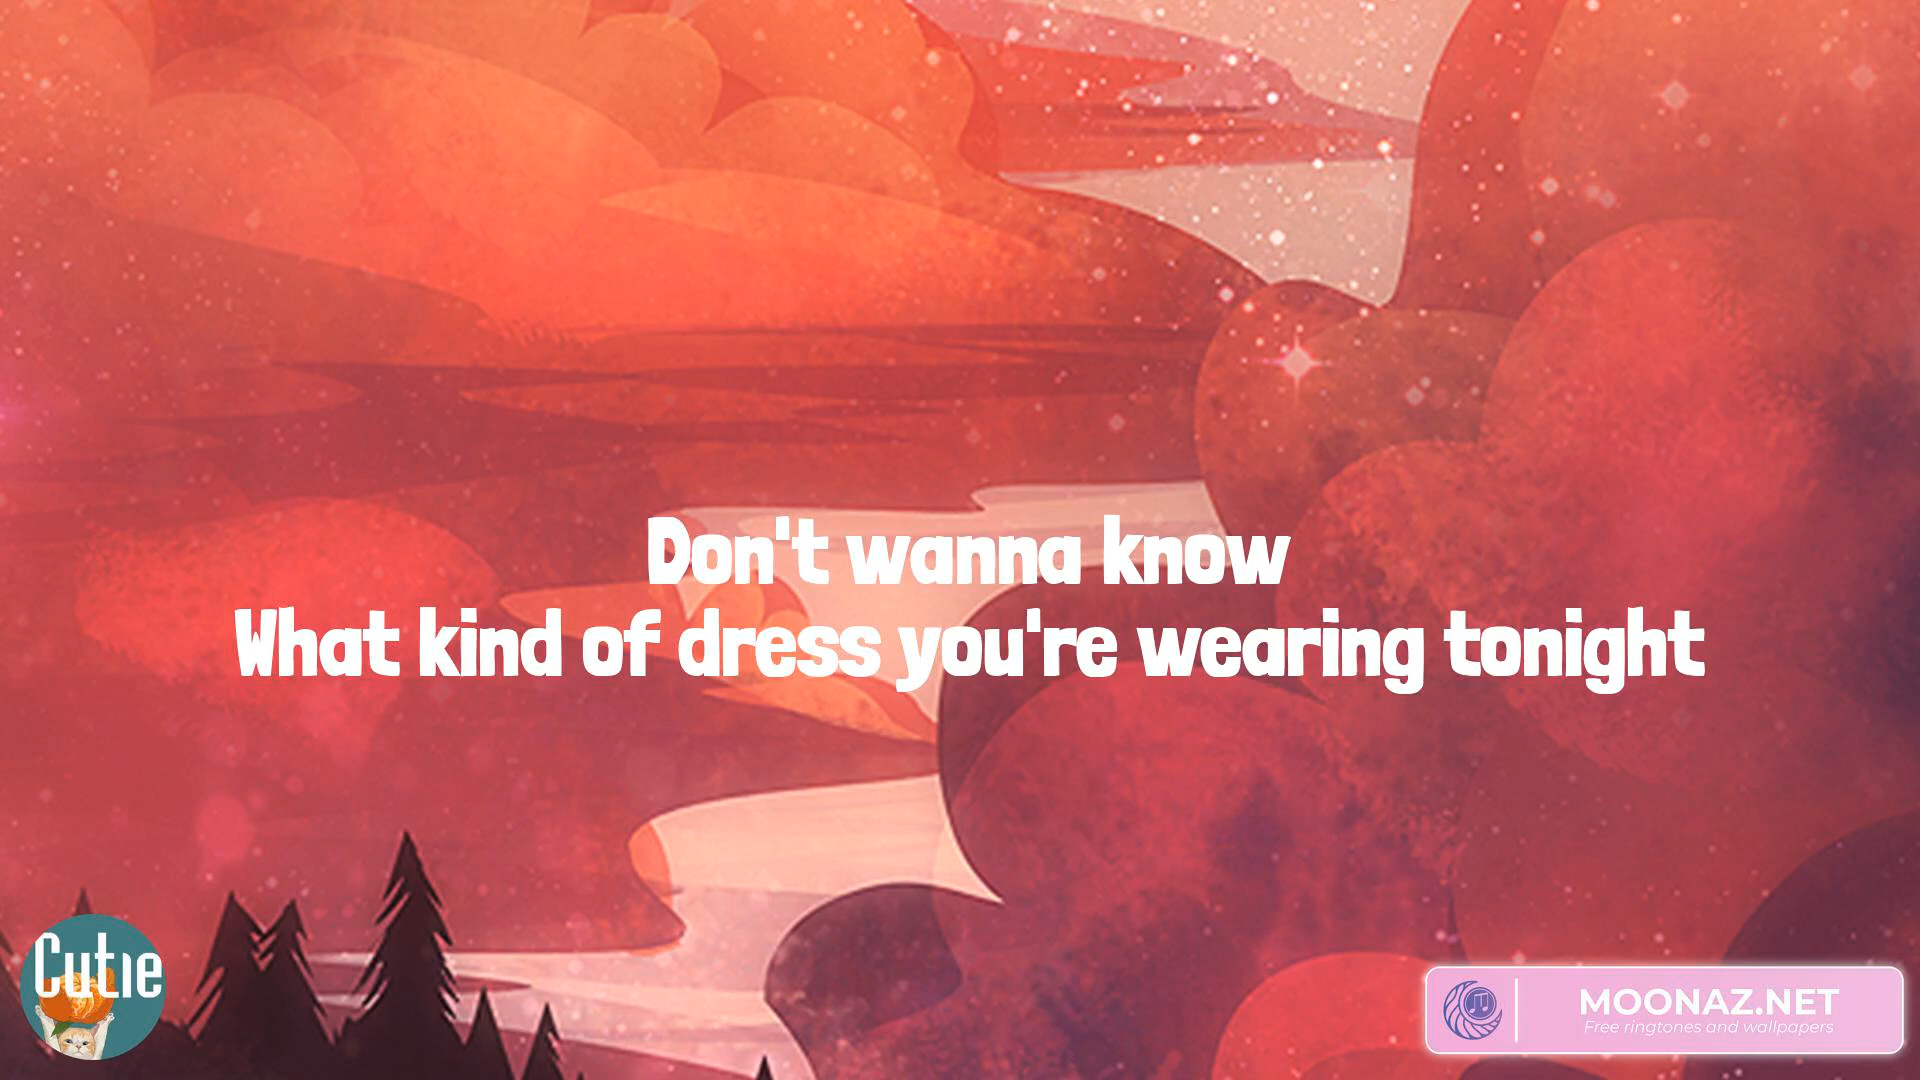 Don't wanna know
What kind of dress you're wearing tonight
Cutie
MOONAZ.NET
Free ringtones and wallpapers